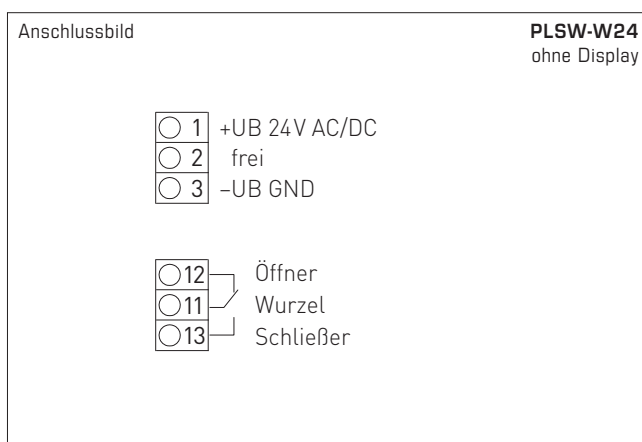 Anschlussbild
PLSW-W24
ohne Display
1 +UB 24V AC/DC
2 frei
3 –UB GND
12 Öffner
11 Wurzel
13 Schließer